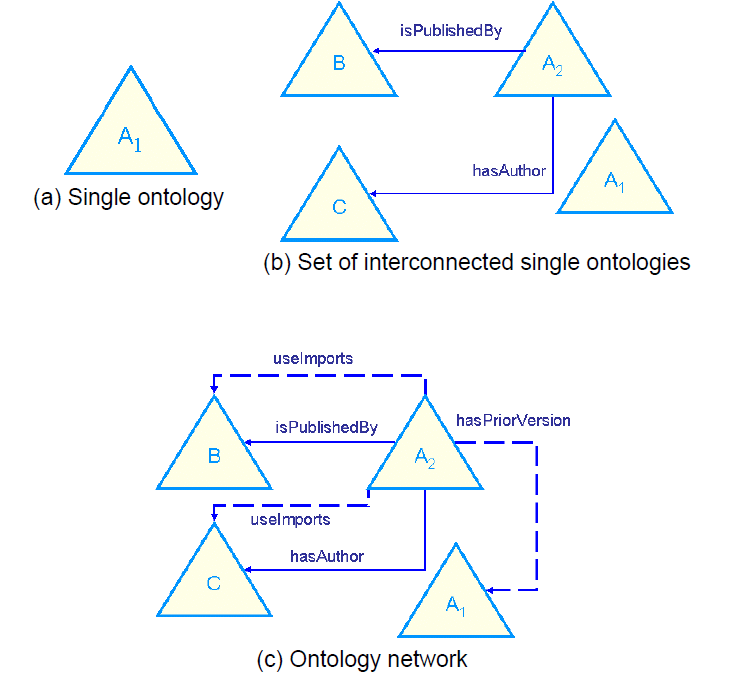 A1
(a) Single ontology
isPublishedBy
B
A2
hasAuthor
A1
C
(b) Set of interconnected single ontologies
useImports
isPublishedBy
hasPriorVersion
B
A2
useImports
hasAuthor
C
A1
(c) Ontology network